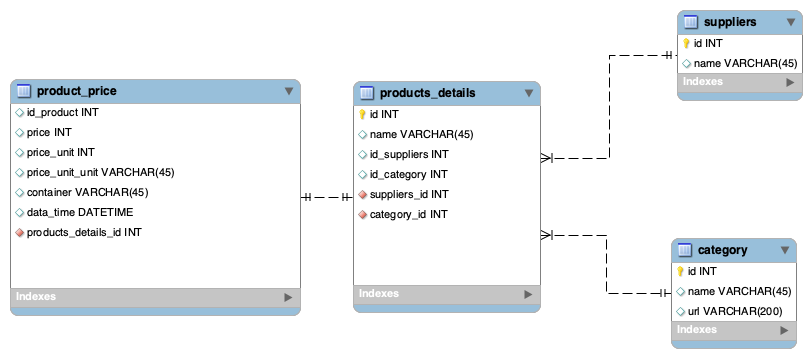 product_price
id_product INT
price INT
price_unit INT
price_unit_unit VARCHAR(45)
container VARCHAR(45)
data_time DATETIME
products_details_id INT
Indexes
products_details
id INT
name VARCHAR(45)
id_suppliers INT
id_category INT
suppliers_id INT
category_id INT
Indexes
suppliers
id INT
name VARCHAR(45)
Indexes
category
id INT
name VARCHAR(45)
url VARCHAR(200)
Indexes